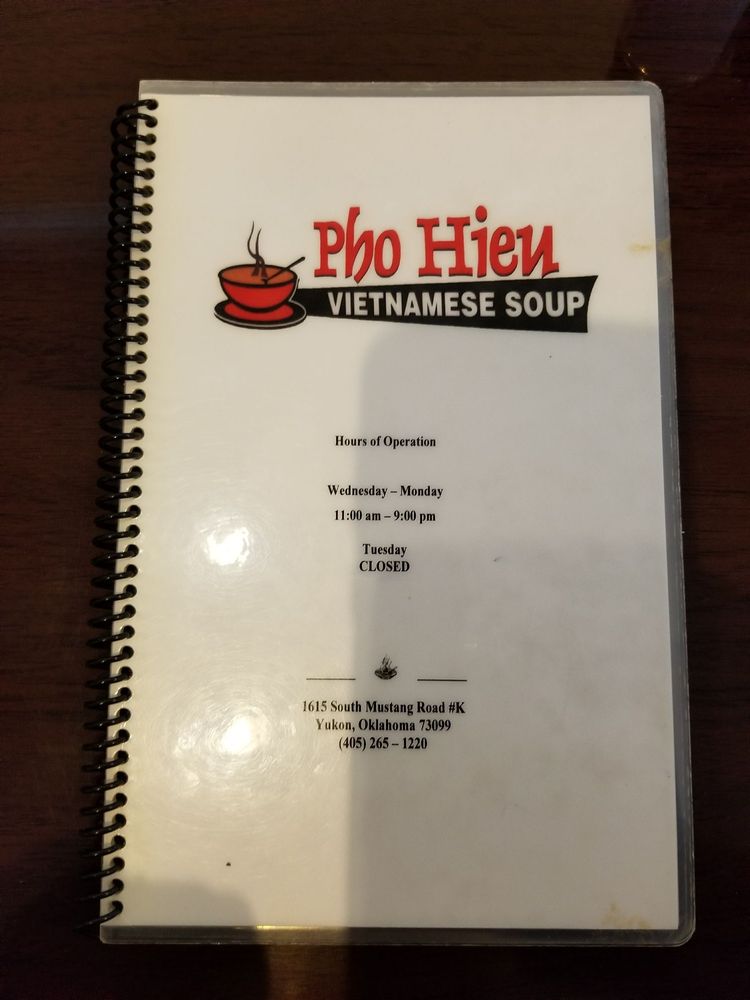 Pho Hieu
VIETNAMESE SOUP
Hours of Operation
Wednesday – Monday
11:00 am – 9:00 pm
Tuesday
CLOSED
1615 South Mustang Road #K
Yukon, Oklahoma 73099
(405) 265 – 1220